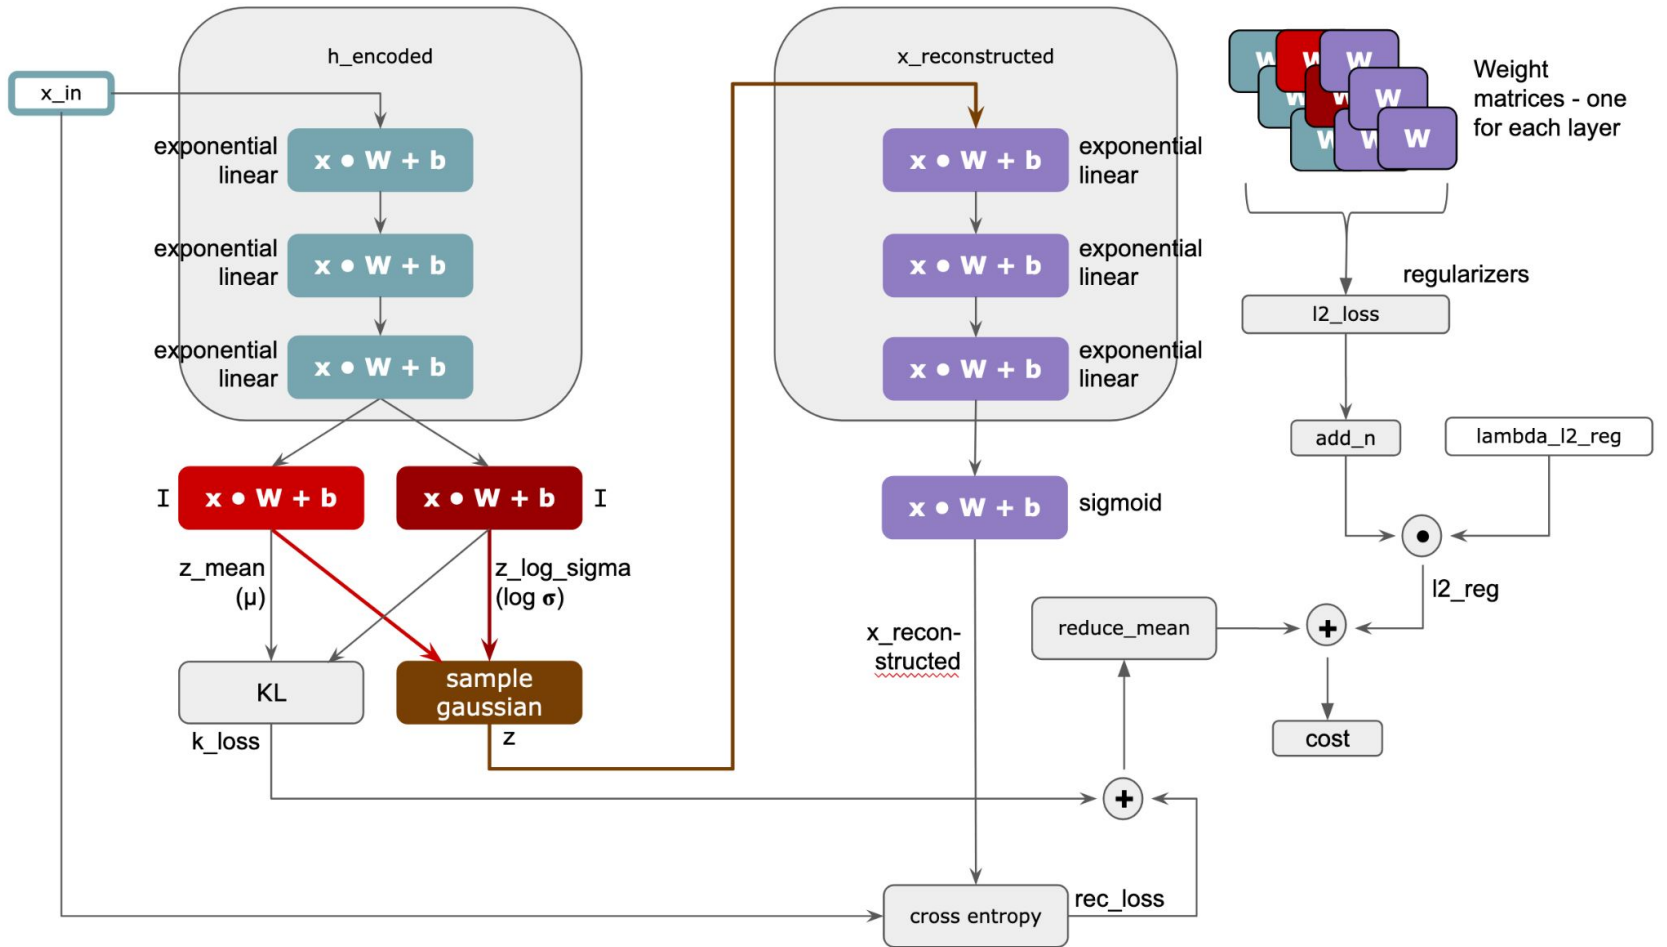 h_encoded
x_in
exponential
linear
x • W + b
exponential
linear
x • W + b
exponential
linear
x • W + b
I
x • W + b
x • W + b
I
z_mean
(μ)
z_log_sigma
(log σ)
KL
sample
gaussian
k_loss
z
x_reconstructed
x • W + b
exponential
linear
x • W + b
exponential
linear
x • W + b
exponential
linear
x • W + b
sigmoid
x_recon-
structed
cross entropy
rec_loss
+
reduce_mean
+
cost
W
W
W
W
W
W
W
W
W
Weight
matrices - one
for each layer
regularizers
l2_loss
add_n
lambda_l2_reg
•
l2_reg